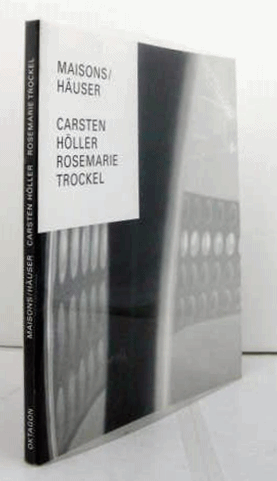 MAISONS/
HÄUSER
CARSTEN
HÖLLER
ROSEMARIE
TROCKEL
OKTAGON MAISONS/HÄUSER CARSTEN HÖLLER ROSEMARIE TROCKEL